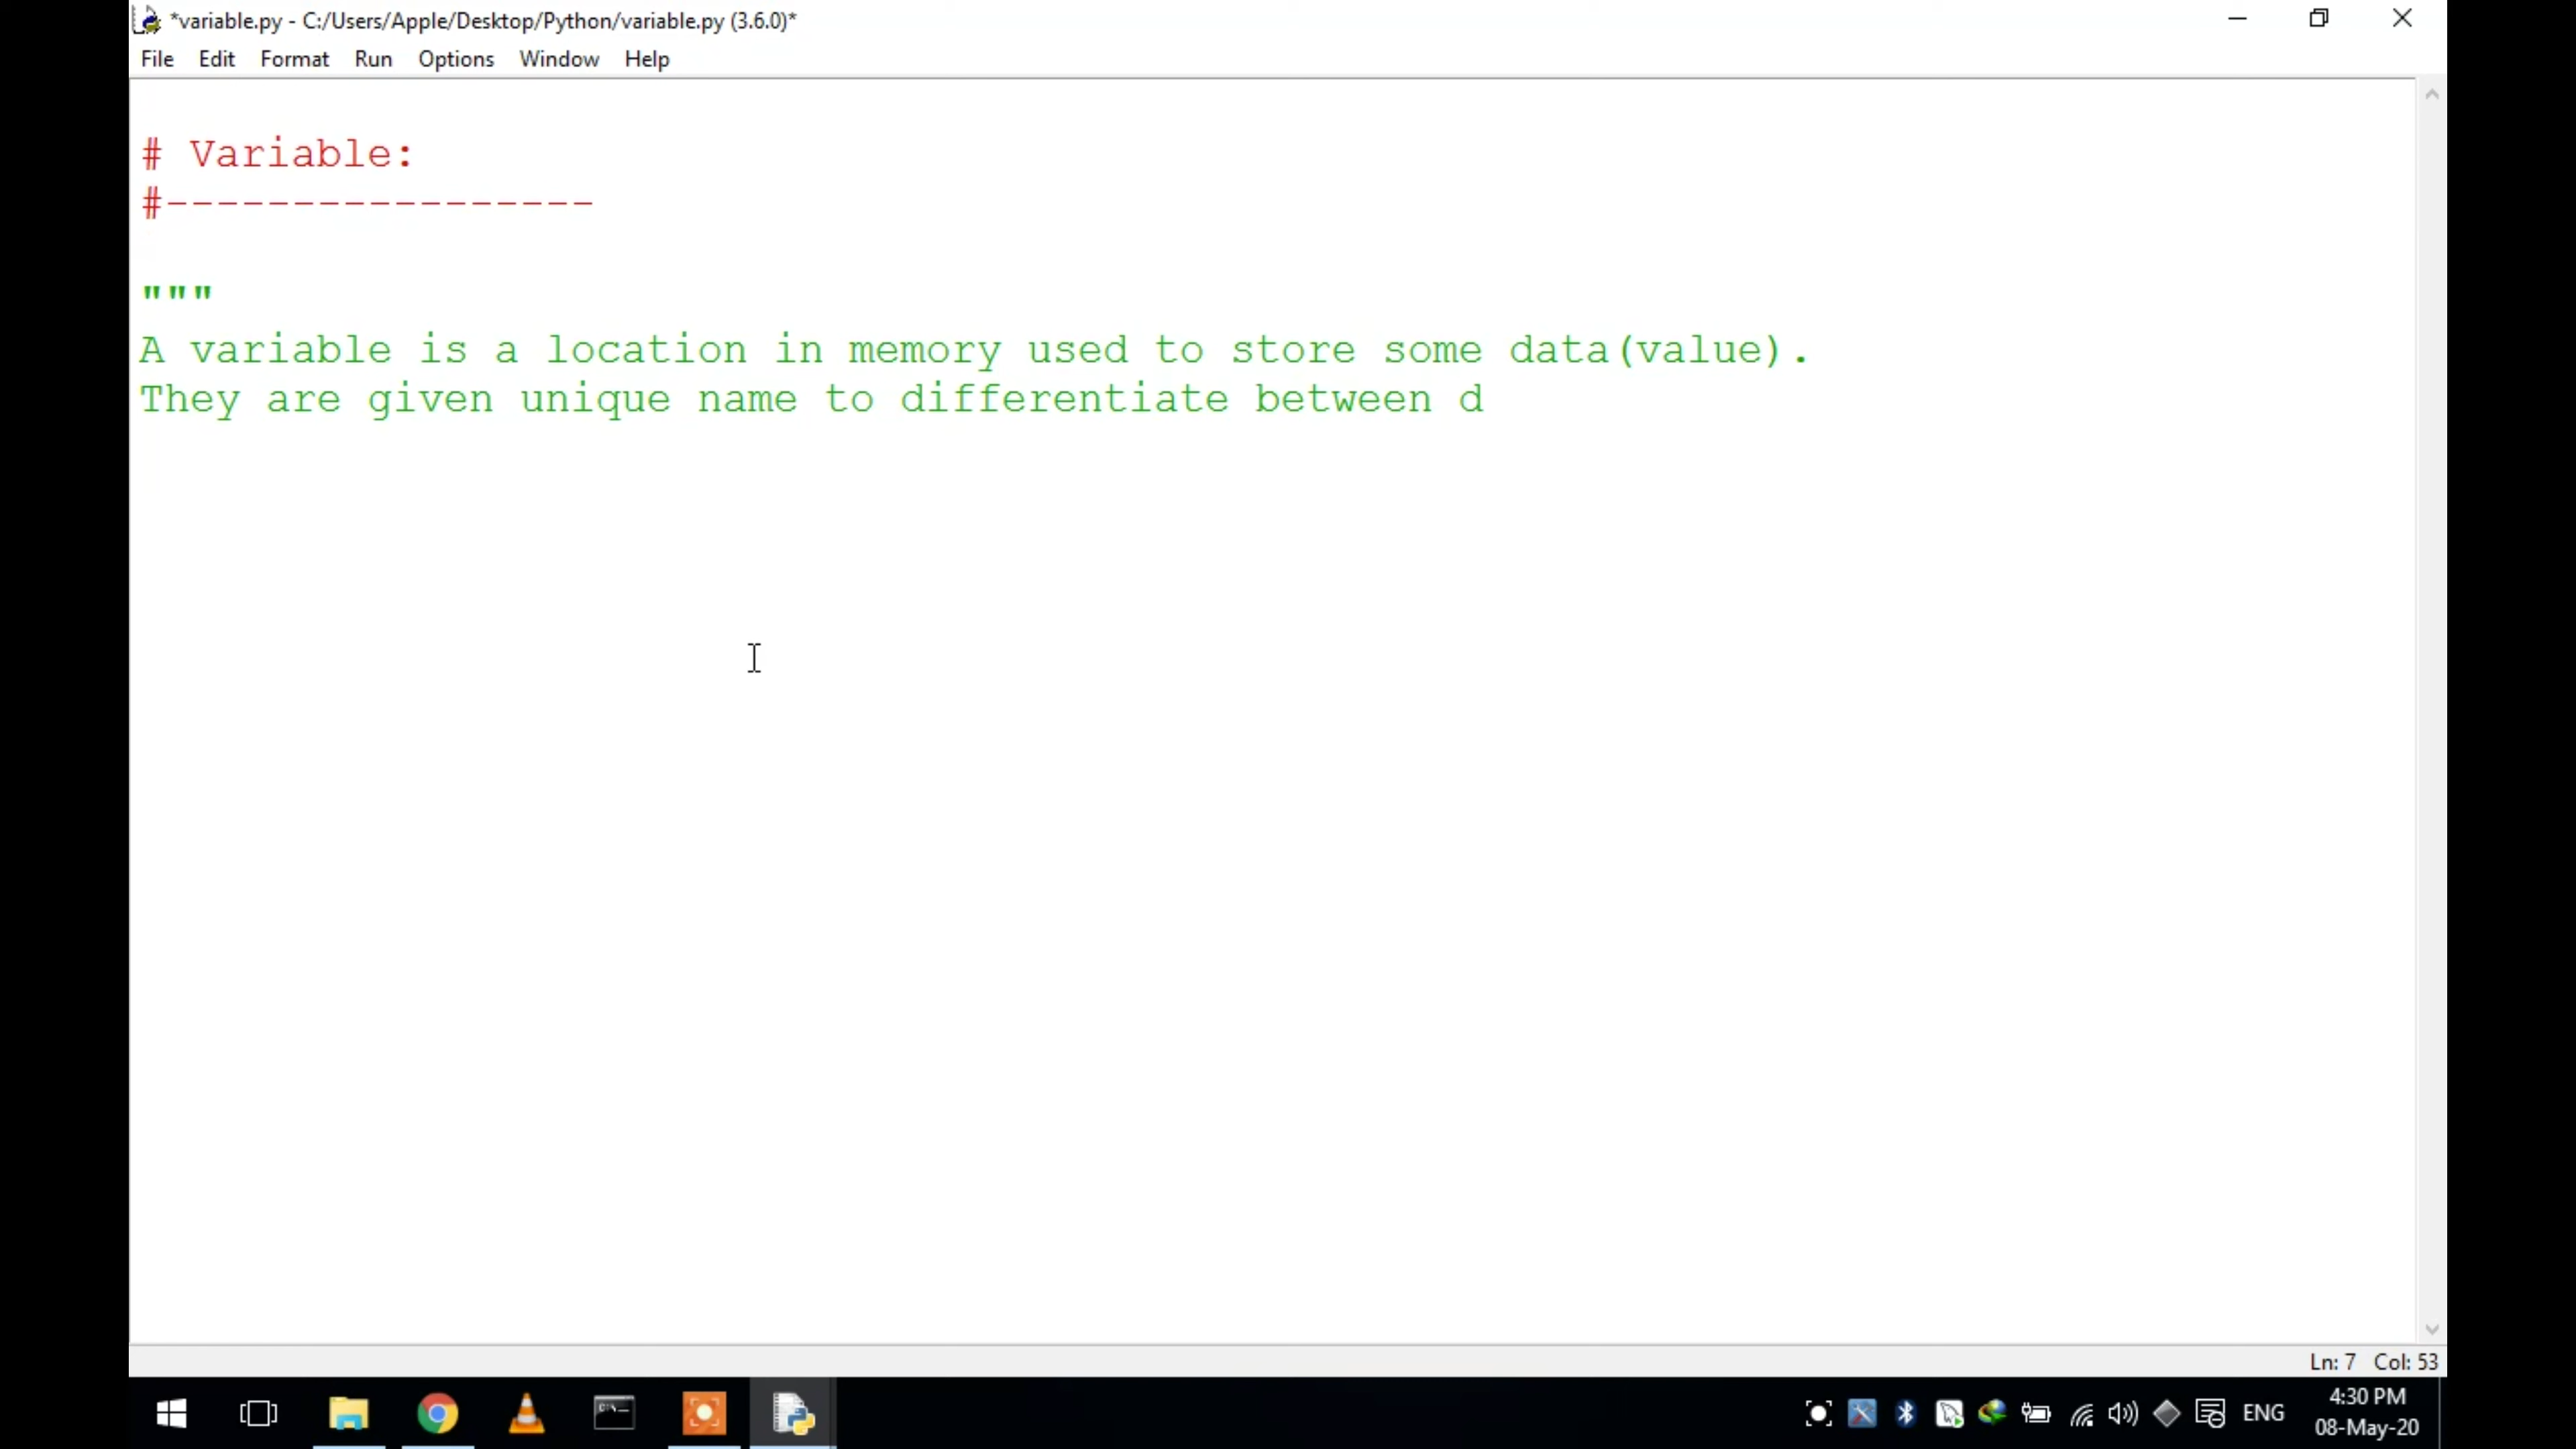 *variable.py - C:/Users/Apple/Desktop/Python/variable.py (3.6.0)*
File Edit Format Run Options Window Help
# Variable:
#-----------------
"""
A variable is a location in memory used to store some data(value).
They are given unique name to differentiate between d
Ln: 7 Col: 53
ENG
4:30 PM
08-May-20